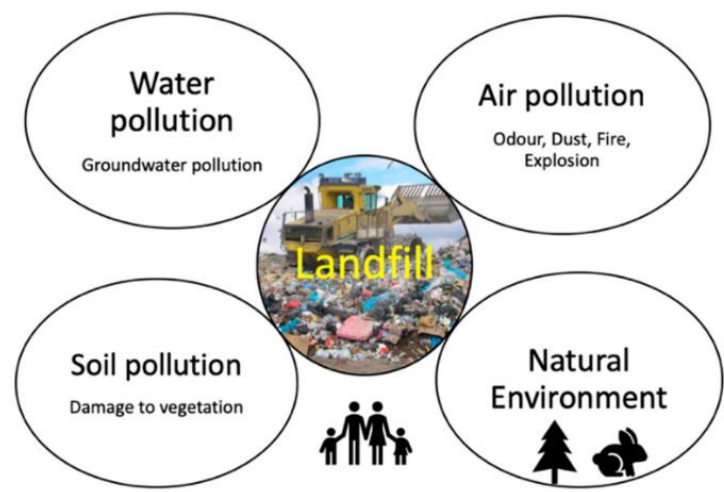 Water
pollution
Groundwater pollution
Air pollution
Odour, Dust, Fire,
Explosion
Landfill
Soil pollution
Damage to vegetation
Natural
Environment